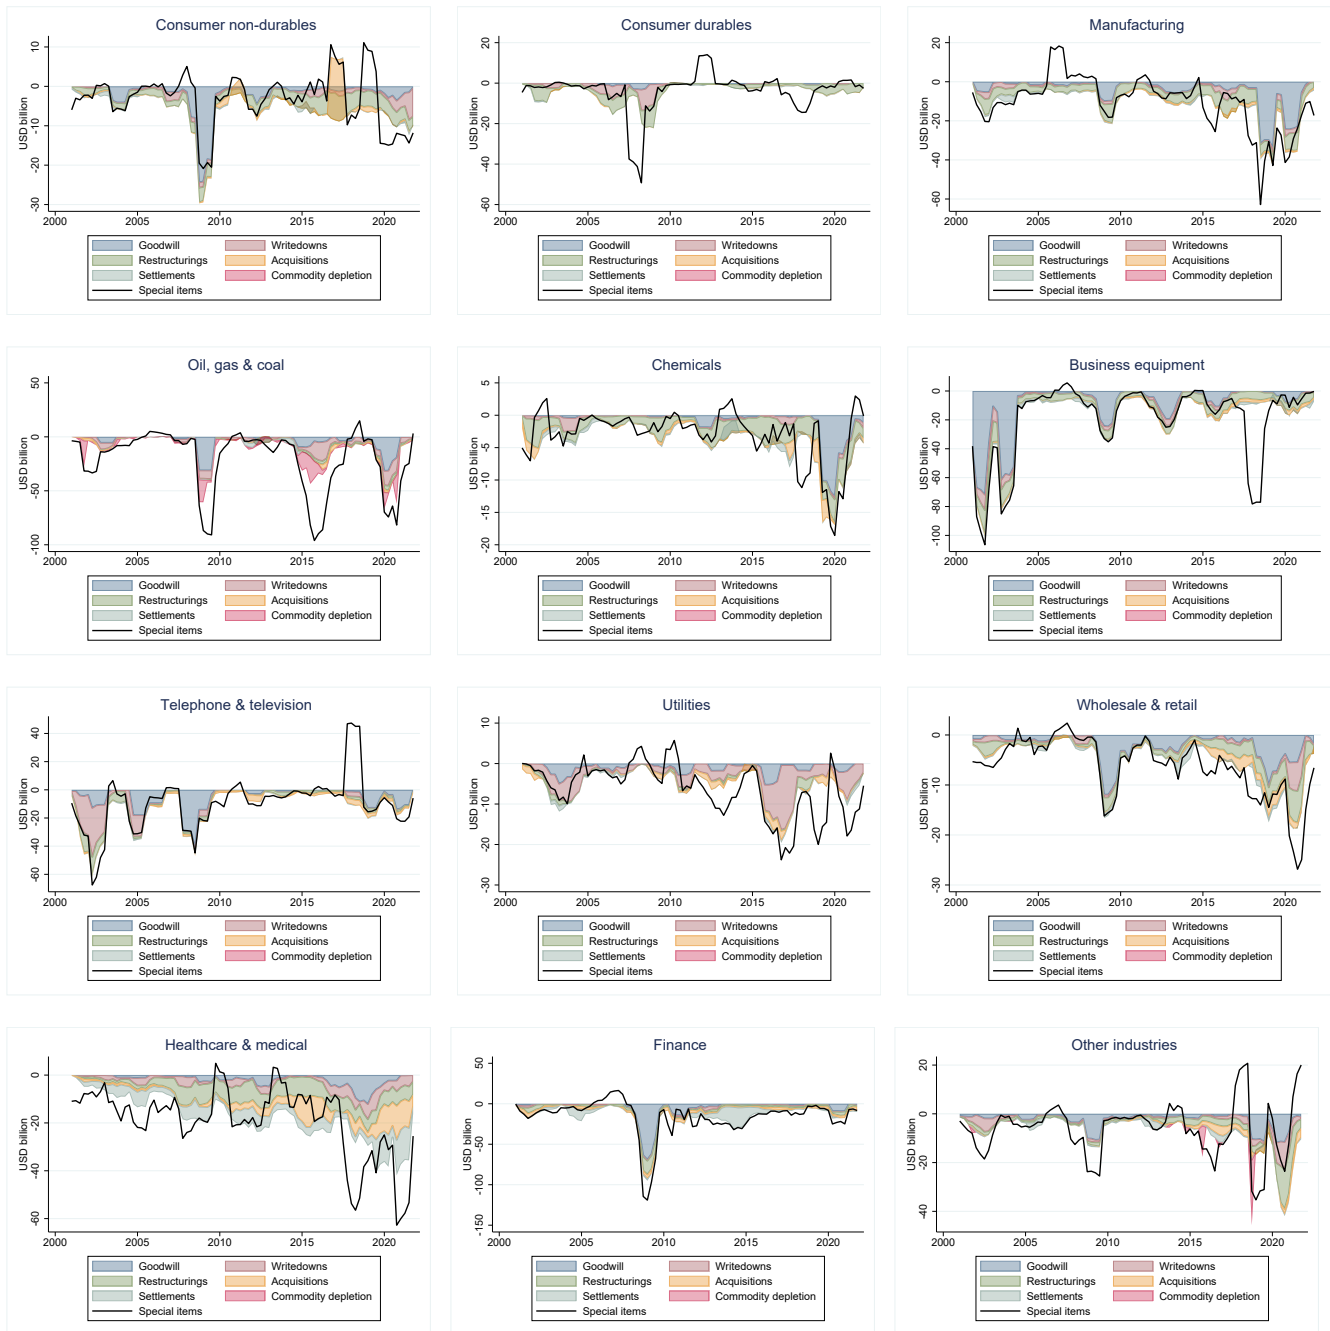 Consumer non-durables
USD billion
10
0
-10
-20
-30
2000 2005 2010 2015 2020
Goodwill Writedowns
Restructurings Acquisitions
Settlements Commodity depletion
Special items
Consumer durables
USD billion
20
0
-20
-40
-60
2000 2005 2010 2015 2020
Goodwill Writedowns
Restructurings Acquisitions
Settlements Commodity depletion
Special items
Manufacturing
USD billion
20
0
-20
-40
-60
2000 2005 2010 2015 2020
Goodwill Writedowns
Restructurings Acquisitions
Settlements Commodity depletion
Special items
Oil, gas & coal
USD billion
50
0
-50
-100
2000 2005 2010 2015 2020
Goodwill Writedowns
Restructurings Acquisitions
Settlements Commodity depletion
Special items
Chemicals
USD billion
5
0
-5
-10
-15
-20
2000 2005 2010 2015 2020
Goodwill Writedowns
Restructurings Acquisitions
Settlements Commodity depletion
Special items
Business equipment
USD billion
0
-20
-40
-60
-80
-100
2000 2005 2010 2015 2020
Goodwill Writedowns
Restructurings Acquisitions
Settlements Commodity depletion
Special items
Telephone & television
USD billion
40
20
0
-20
-40
-60
2000 2005 2010 2015 2020
Goodwill Writedowns
Restructurings Acquisitions
Settlements Commodity depletion
Special items
Utilities
USD billion
10
0
-10
-20
-30
2000 2005 2010 2015 2020
Goodwill Writedowns
Restructurings Acquisitions
Settlements Commodity depletion
Special items
Wholesale & retail
USD billion
0
-10
-20
-30
2000 2005 2010 2015 2020
Goodwill Writedowns
Restructurings Acquisitions
Settlements Commodity depletion
Special items
Healthcare & medical
USD billion
0
-20
-40
-60
2000 2005 2010 2015 2020
Goodwill Writedowns
Restructurings Acquisitions
Settlements Commodity depletion
Special items
Finance
USD billion
50
0
-50
-100
-150
2000 2005 2010 2015 2020
Goodwill Writedowns
Restructurings Acquisitions
Settlements Commodity depletion
Special items
Other industries
USD billion
20
0
-20
-40
2000 2005 2010 2015 2020
Goodwill Writedowns
Restructurings Acquisitions
Settlements Commodity depletion
Special items